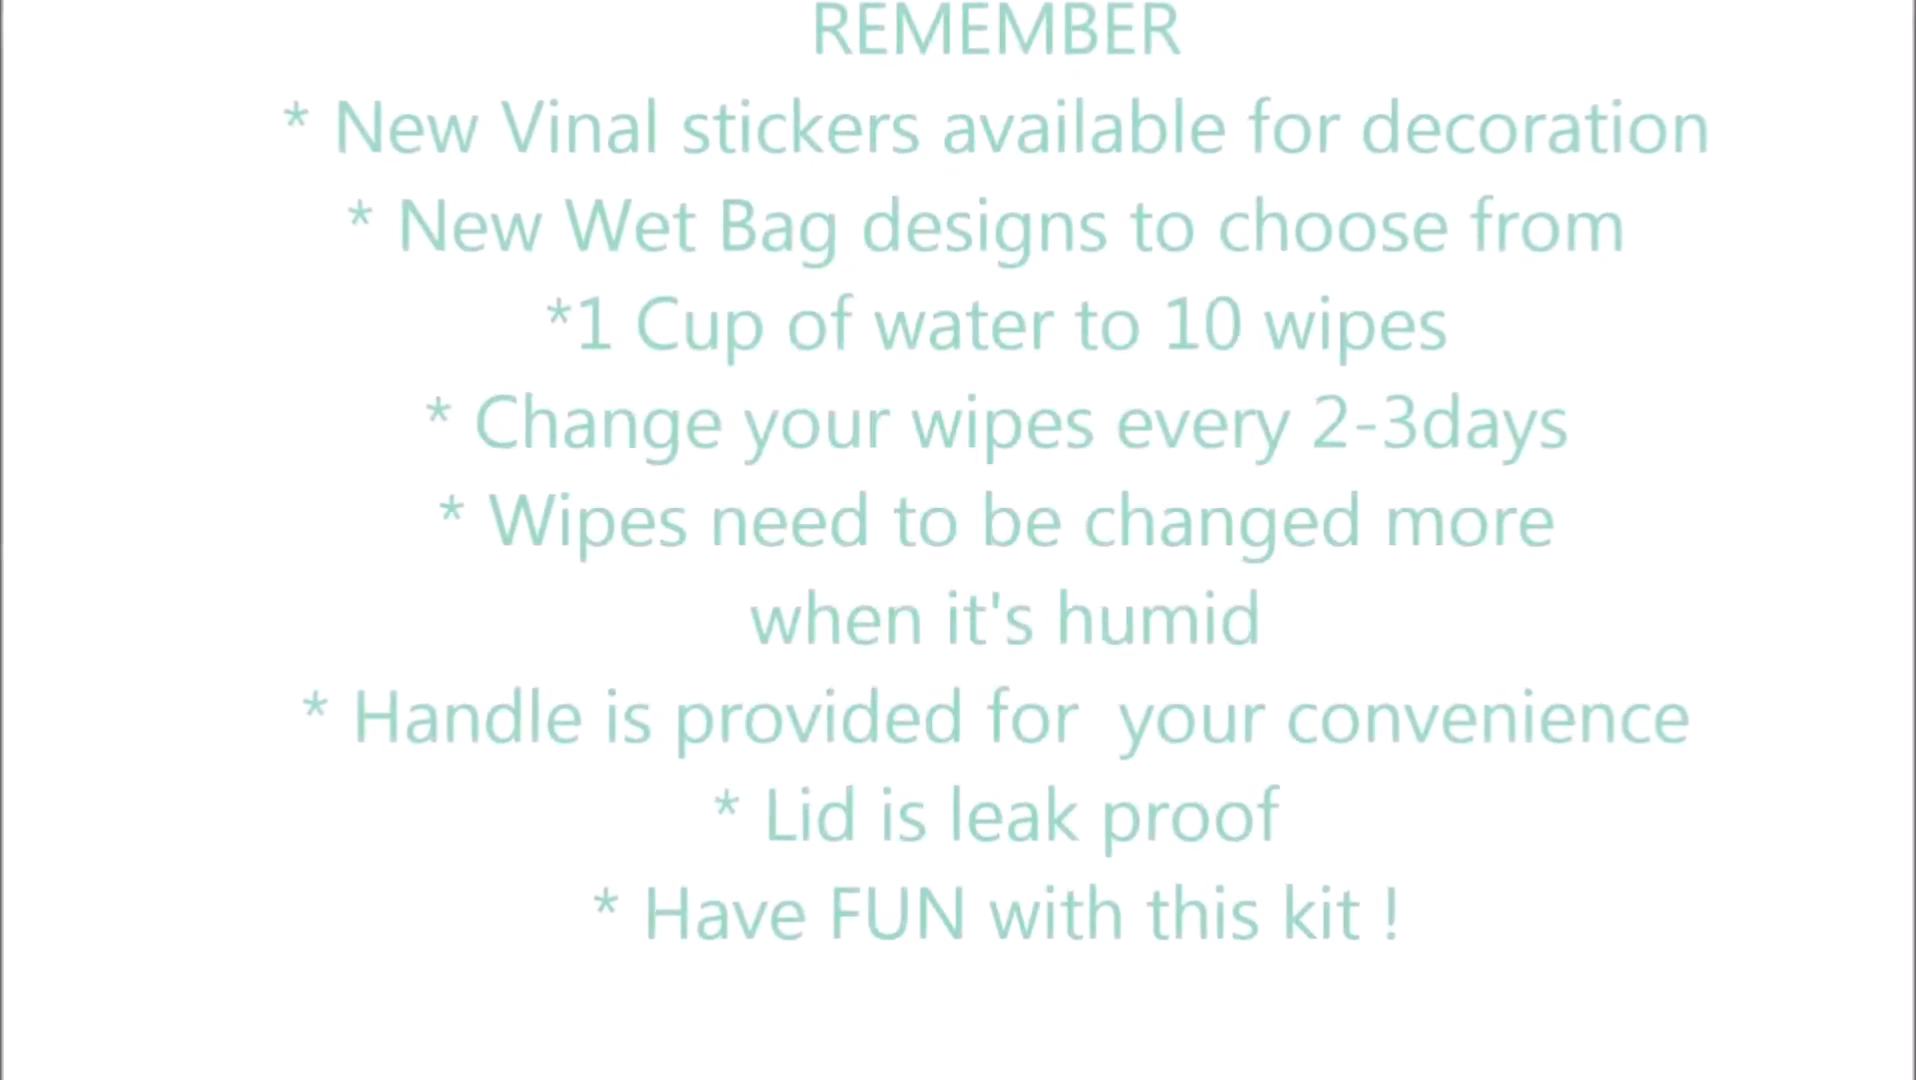 REMEMBER
* New Vinal stickers available for decoration
* New Wet Bag designs to choose from
*1 Cup of water to 10 wipes
* Change your wipes every 2-3days
* Wipes need to be changed more
when it's humid
* Handle is provided for  your convenience
* Lid is leak proof
* Have FUN with this kit !